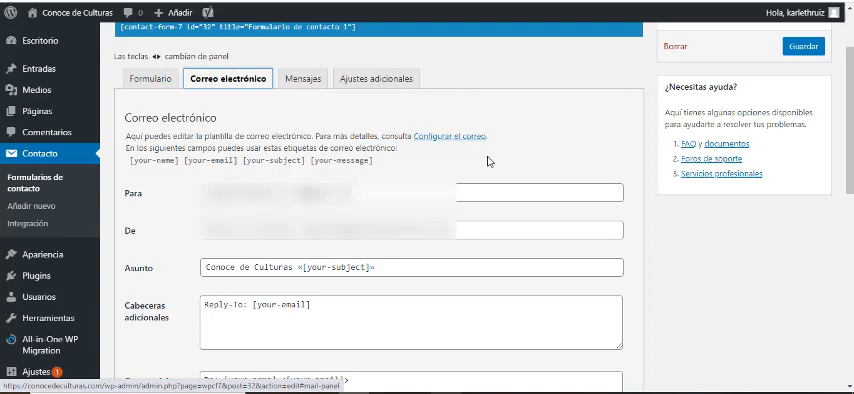 Conoce de Culturas 0 + Añadir Hola, karlethruiz
[contact-form-7 id="32" title="Formulario de contacto 1"]
Escritorio
Entradas
Medios
Páginas
Comentarios
Contacto
Formularios de
contacto
Añadir nuevo
Integración
Apariencia
Plugins
Usuarios
Herramientas
All-in-One WP
Migration
Ajustes 1
Las teclas ◂▸ cambian de panel
Formulario Correo electrónico Mensajes Ajustes adicionales
Correo electrónico
Aquí puedes editar la plantilla de correo electrónico. Para más detalles, consulta Configurar el correo.
En los siguientes campos puedes usar estas etiquetas de correo electrónico:
[your-name] [your-email] [your-subject] [your-message]
Para
De
Asunto Conoce de Culturas «[your-subject]»
Cabeceras
adicionales
Reply-To: [your-email]
Borrar Guardar
¿Necesitas ayuda?
Aquí tienes algunas opciones disponibles
para ayudarte a resolver tus problemas.
1. FAQ y documentos
2. Foros de soporte
3. Servicios profesionales
https://conocedeculturas.com/wp-admin/admin.php?page=wpcf7&post=32&action=edit#mail-panel